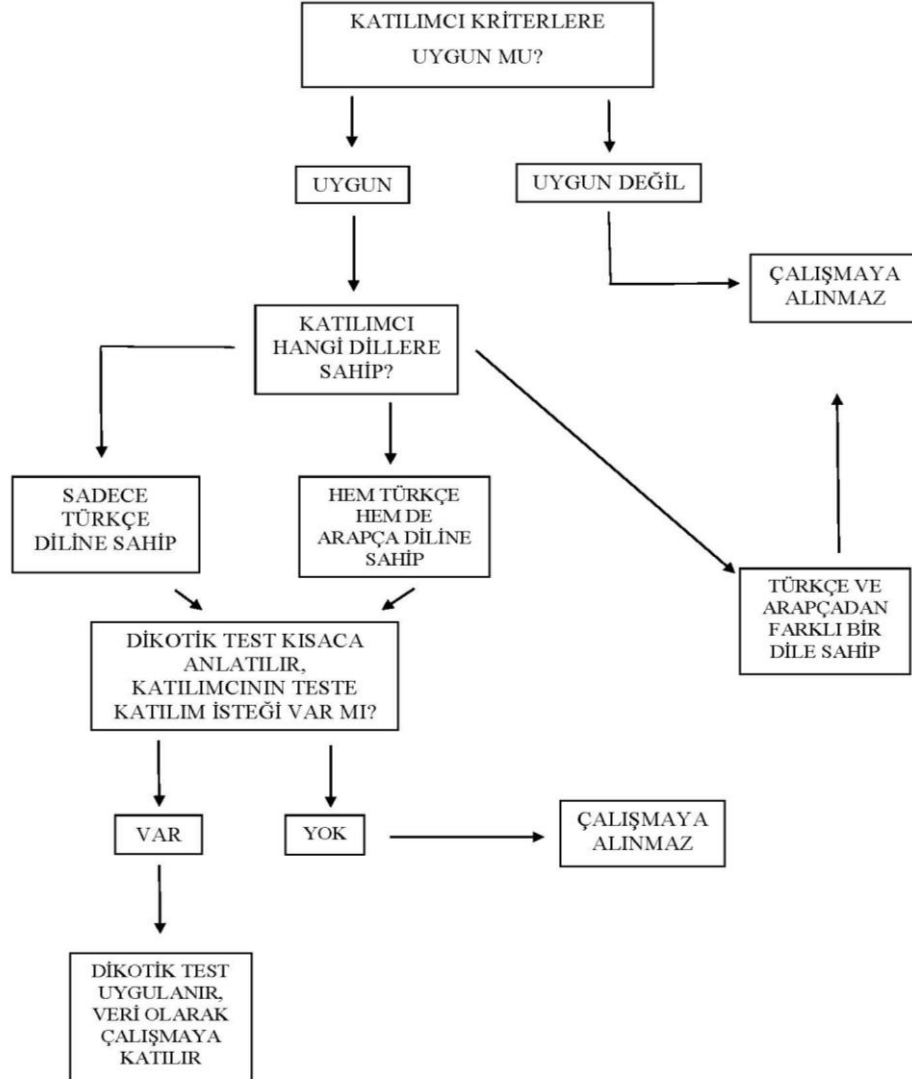 KATILIMCI KRİTERLERE
UYGUN MU?
UYGUN
UYGUN DEĞİL
ÇALIŞMAYA
ALINMAZ
KATILIMCI
HANGİ DİLLERE
SAHİP?
SADECE
TÜRKÇE
DİLİNE SAHİP
HEM TÜRKÇE
HEM DE
ARAPÇA DİLİNE
SAHİP
TÜRKÇE VE
ARAPÇADAN
FARKLI BİR
DİLE SAHİP
DİKOTİK TEST KISACA
ANLATILIR,
KATILIMCININ TESTE
KATILIM İSTEĞİ VAR MI?
VAR
YOK
ÇALIŞMAYA
ALINMAZ
DİKOTİK TEST
UYGULANIR,
VERİ OLARAK
ÇALIŞMAYA
KATILIR